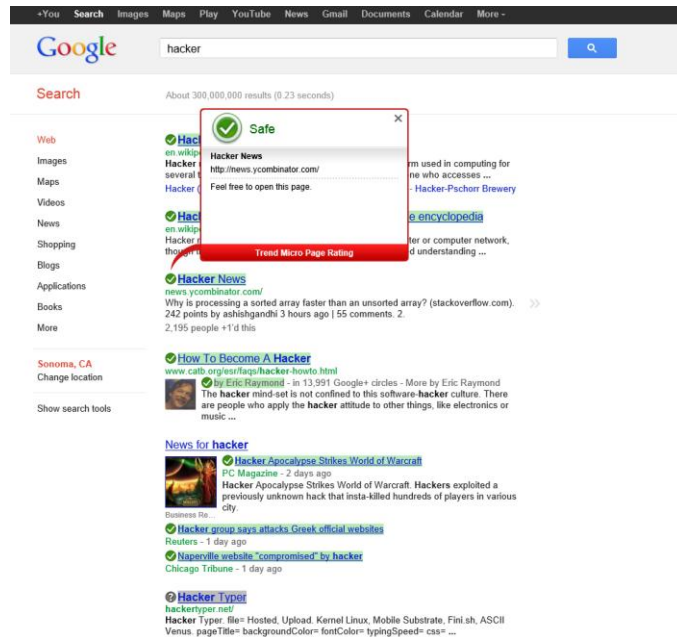 +You Search Images Maps Play YouTube News Gmail Documents Calendar More -
Google
hacker
Search
About 300,000,000 results (0.23 seconds)
Web
Images
Maps
Videos
News
Shopping
Blogs
Applications
Books
More
Sonoma, CA
Change location
Show search tools
Safe
Hacker News
http://news.ycombinator.com/
Feel free to open this page.
Trend Micro Page Rating
Hac
en.wikip
Hacker rm used in computing for
several t ne who accesses ...
Hacker ( - Hacker-Pschorr Brewery
Hac e encyclopedia
en.wikip
Hacker r ter or computer network,
thou d understanding ...
Hacker News
news.ycombinator.com/
Why is processing a sorted array faster than an unsorted array? (stackoverflow.com).
242 points by ashishgandhi 3 hours ago | 55 comments. 2.
2,195 people +1'd this
How To Become A Hacker
www.catb.org/esr/faqs/hacker-howto.html
by Eric Raymond - in 13,991 Google+ circles - More by Eric Raymond
The hacker mind-set is not confined to this software-hacker culture. There
are people who apply the hacker attitude to other things, like electronics or
music ...
News for hacker
Hacker Apocalypse Strikes World of Warcraft
PC Magazine - 2 days ago
Hacker Apocalypse Strikes World of Warcraft. Hackers exploited a
previously unknown hack that insta-killed hundreds of players in various
city.
Business Re...
Hacker group says attacks Greek official websites
Reuters - 1 day ago
Naperville website "compromised" by hacker
Chicago Tribune - 1 day ago
Hacker Typer
hackertyper.net/
Hacker Typer. file= Hosted, Upload. Kernel Linux, Mobile Substrate, Fini.sh, ASCII
Venus. pageTitle= backgroundColor= fontColor= typingSpeed= css= ...